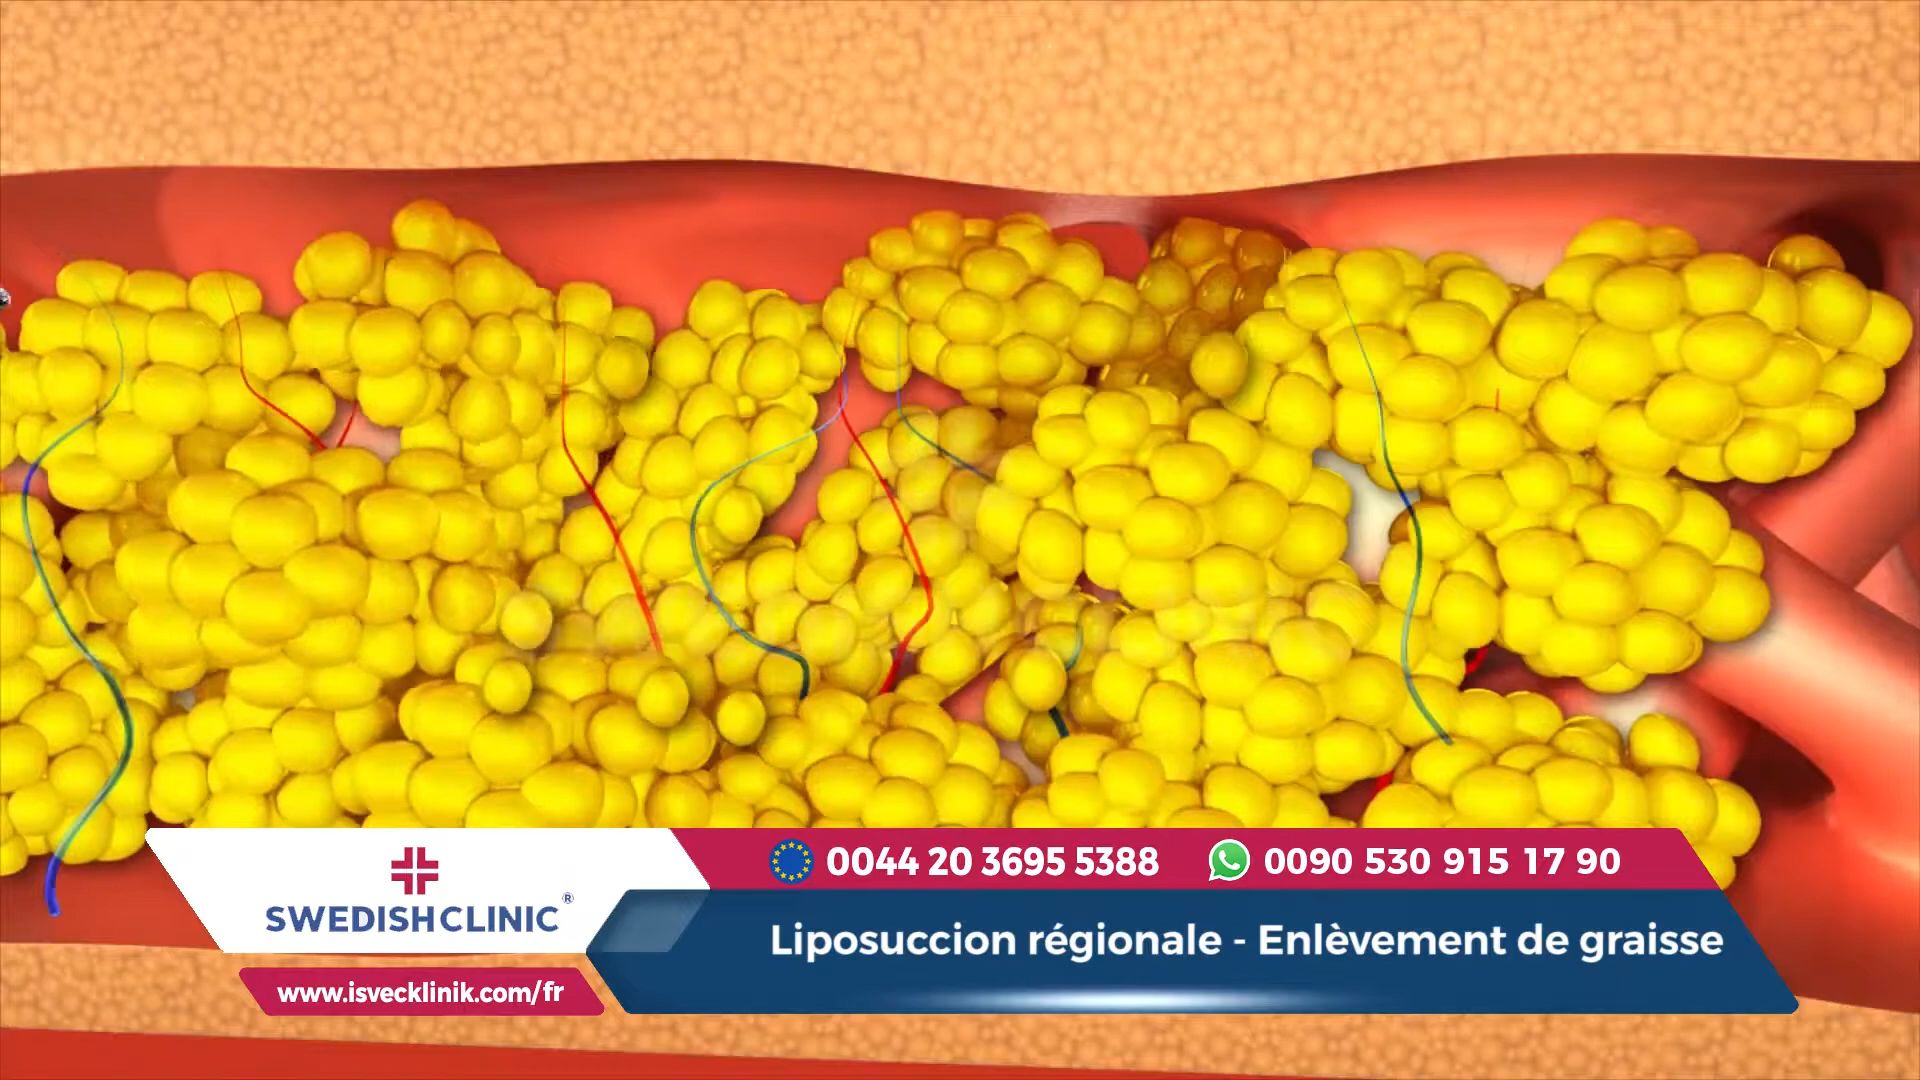 SWEDISHCLINIC®
www.isvecklinik.com/fr
0044 20 3695 5388
0090 530 915 17 90
Liposuccion régionale - Enlèvement de graisse